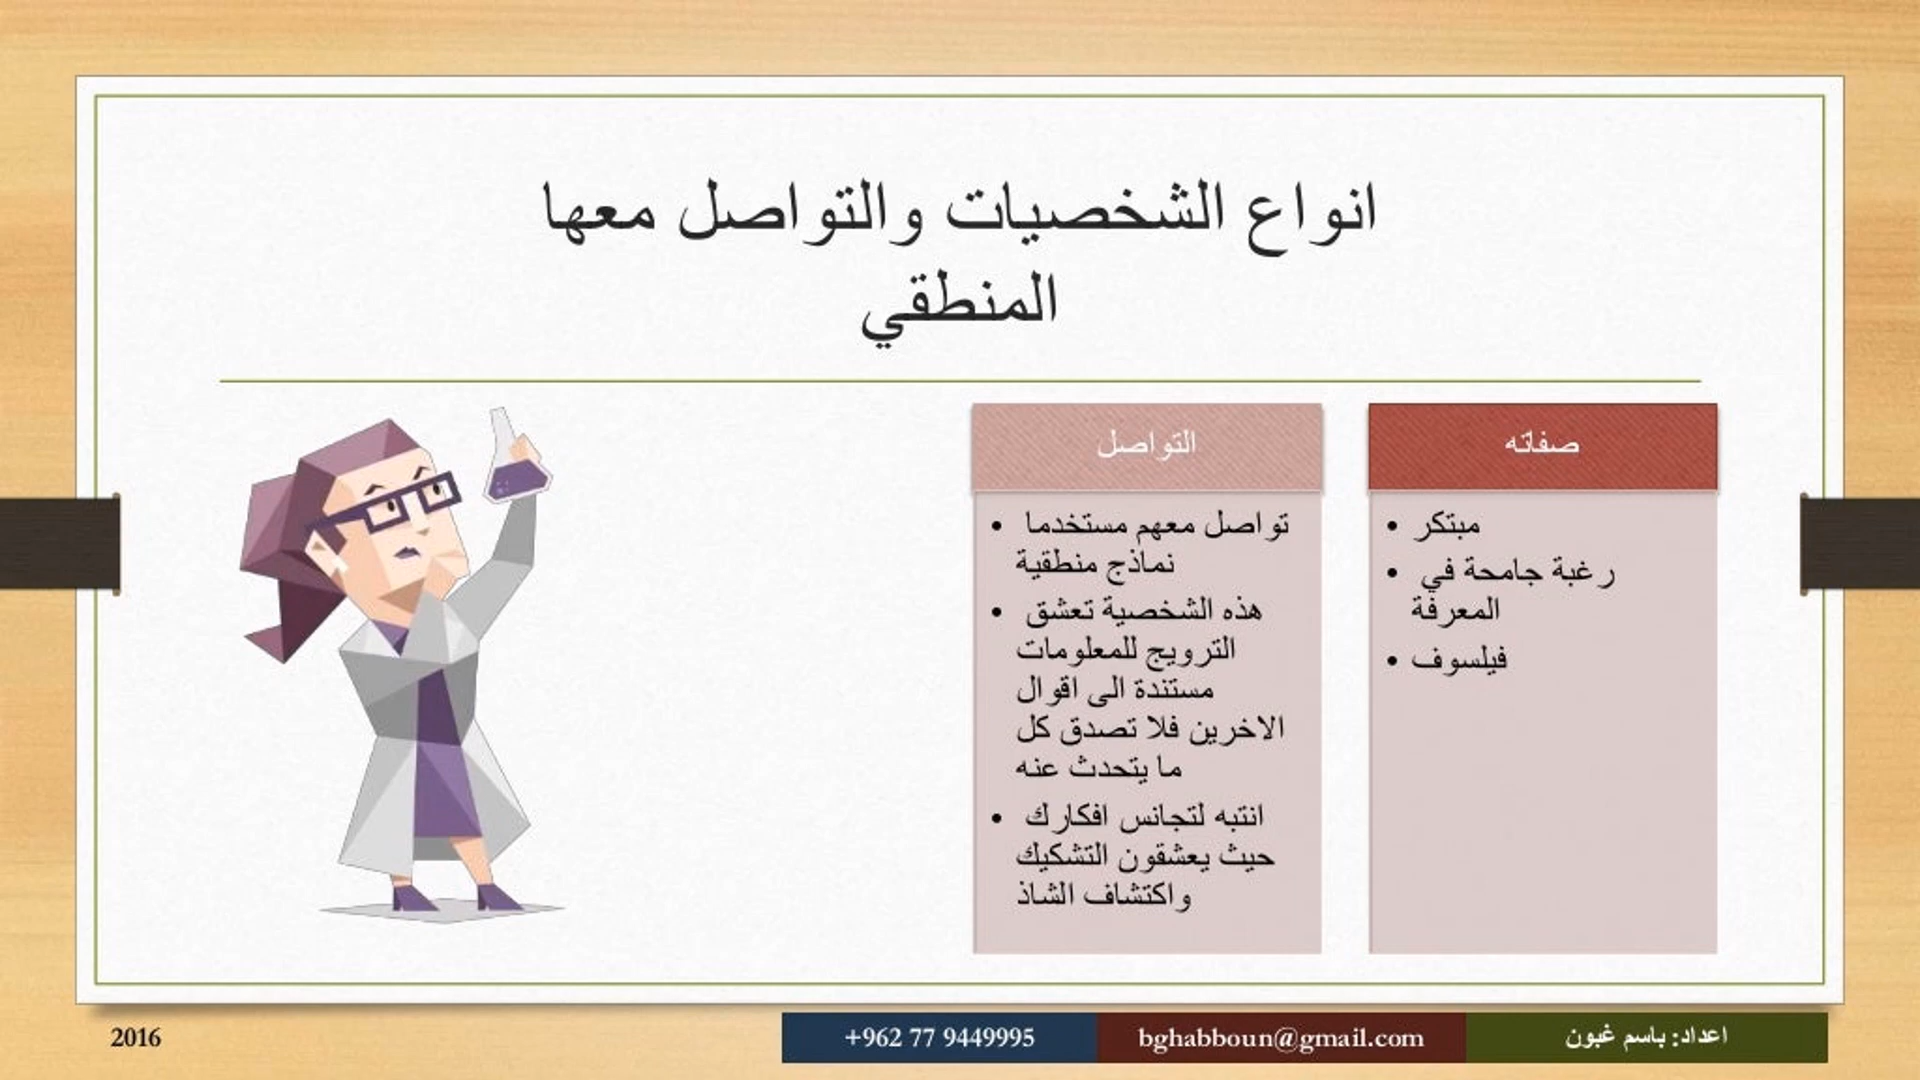 انواع الشخصيات والتواصل معها
المنطقي
صفاته
• مبتكر
• رغبة جامحة في
المعرفة
• فيلسوف
التواصل
• تواصل معهم مستخدما
نماذج منطقية
• هذه الشخصية تعشق
الترويج للمعلومات
مستندة الى اقوال
الاخرين فلا تصدق كل
ما يتحدث عنه
• انتبه لتجانس افكارك
حيث يعشقون التشكيك
واكتشاف الشاذ
اعداد: باسم غبون
bghabboun@gmail.com
+962 77 9449995
2016